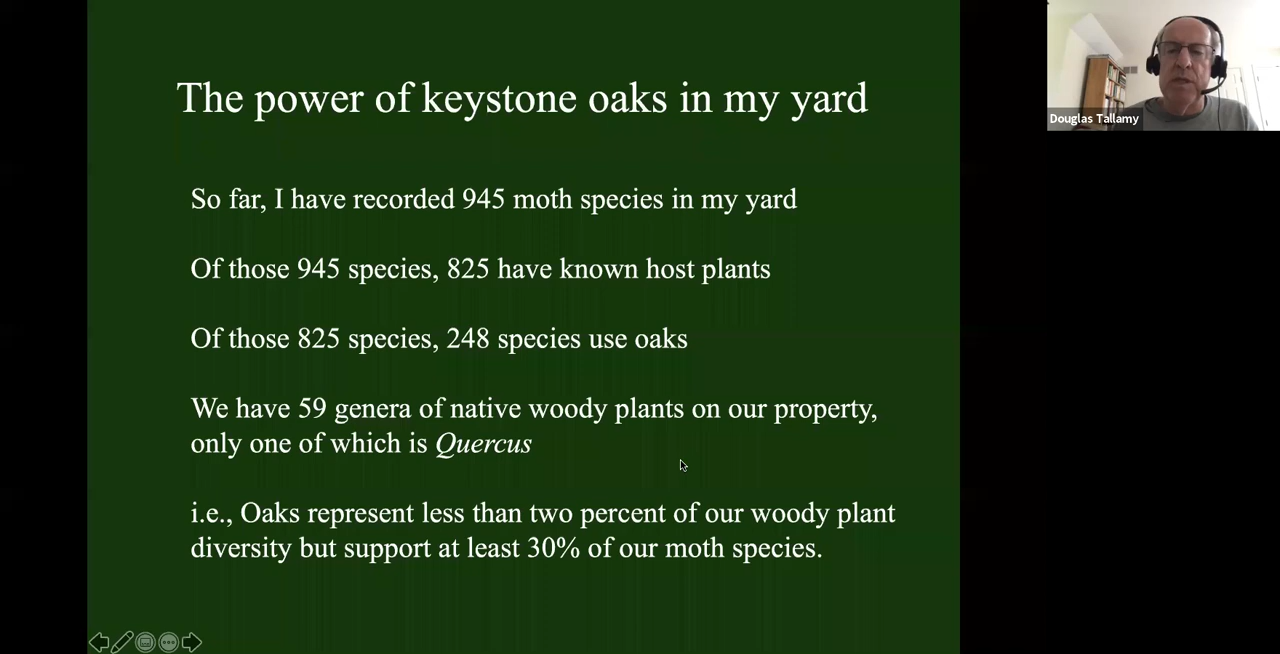 The power of keystone oaks in my yard
So far, I have recorded 945 moth species in my yard
Of those 945 species, 825 have known host plants
Of those 825 species, 248 species use oaks
We have 59 genera of native woody plants on our property,
only one of which is Quercus
i.e., Oaks represent less than two percent of our woody plant
diversity but support at least 30% of our moth species.
Douglas Tallamy